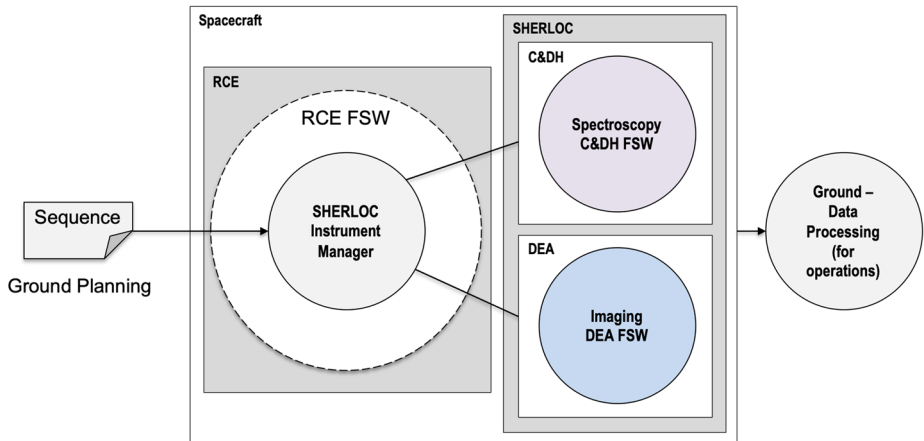 Spacecraft
SHERLOC
C&DH
RCE
RCE FSW
Spectroscopy
C&DH FSW
Sequence
Ground Planning
SHERLOC
Instrument
Manager
Ground –
Data
Processing
(for
operations)
DEA
Imaging
DEA FSW